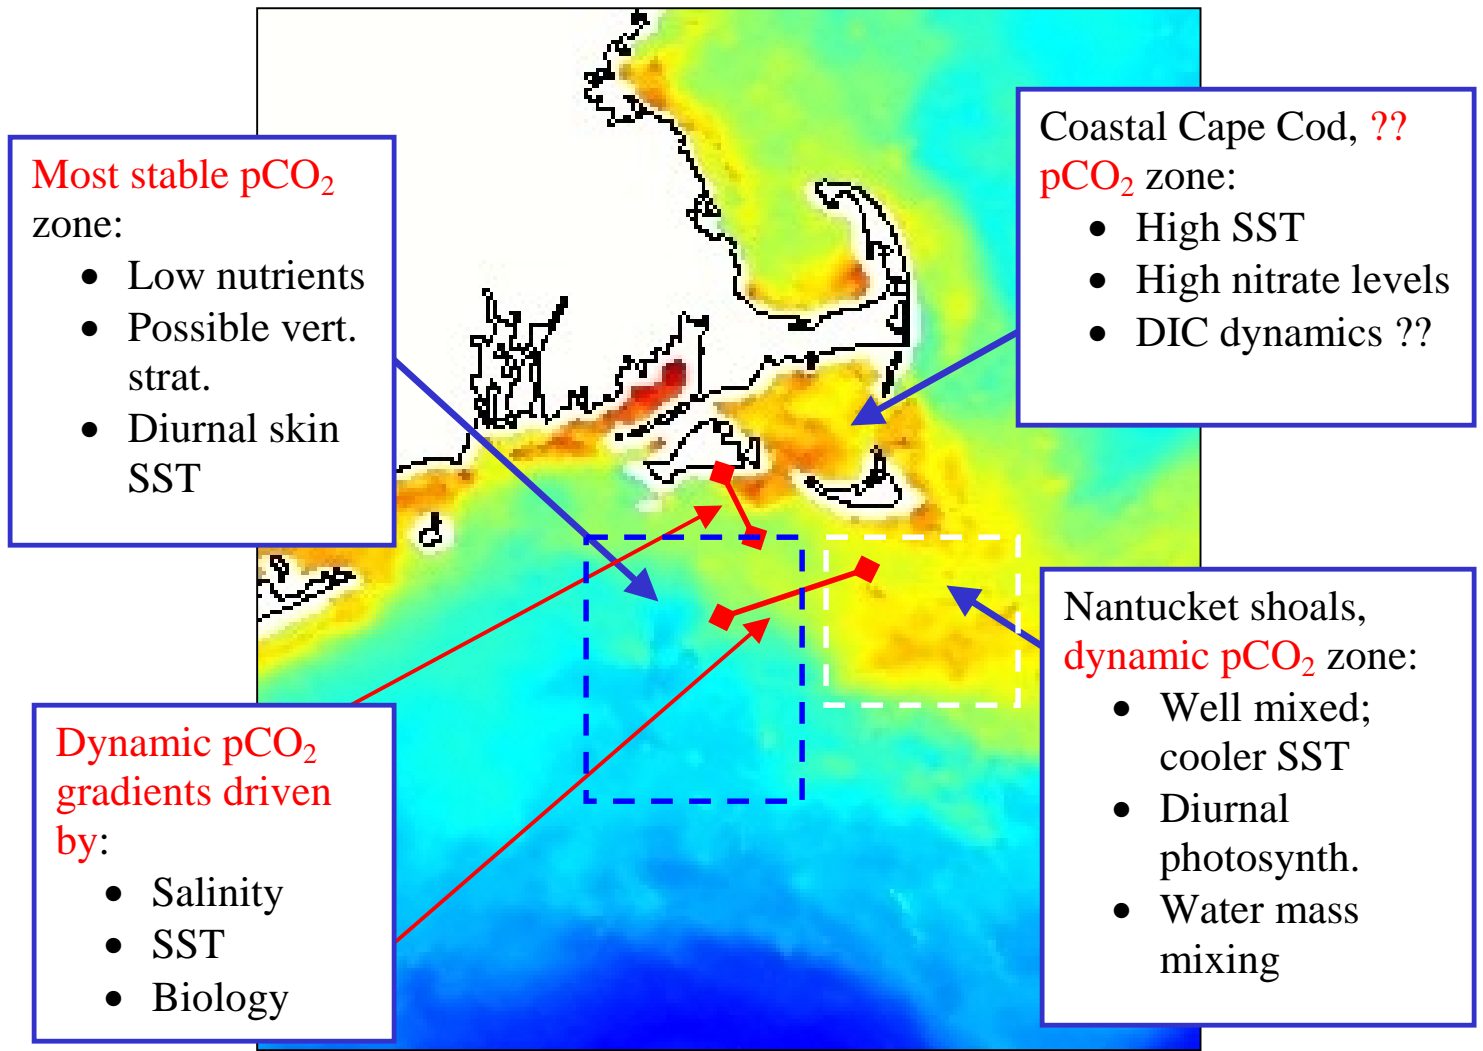 Most stable pCO₂
zone:
• Low nutrients
• Possible vert.
strat.
• Diurnal skin
SST
Coastal Cape Cod, ??
pCO₂ zone:
• High SST
• High nitrate levels
• DIC dynamics ??
Dynamic pCO₂
gradients driven
by:
• Salinity
• SST
• Biology
Nantucket shoals,
dynamic pCO₂ zone:
• Well mixed;
cooler SST
• Diurnal
photosynth.
• Water mass
mixing